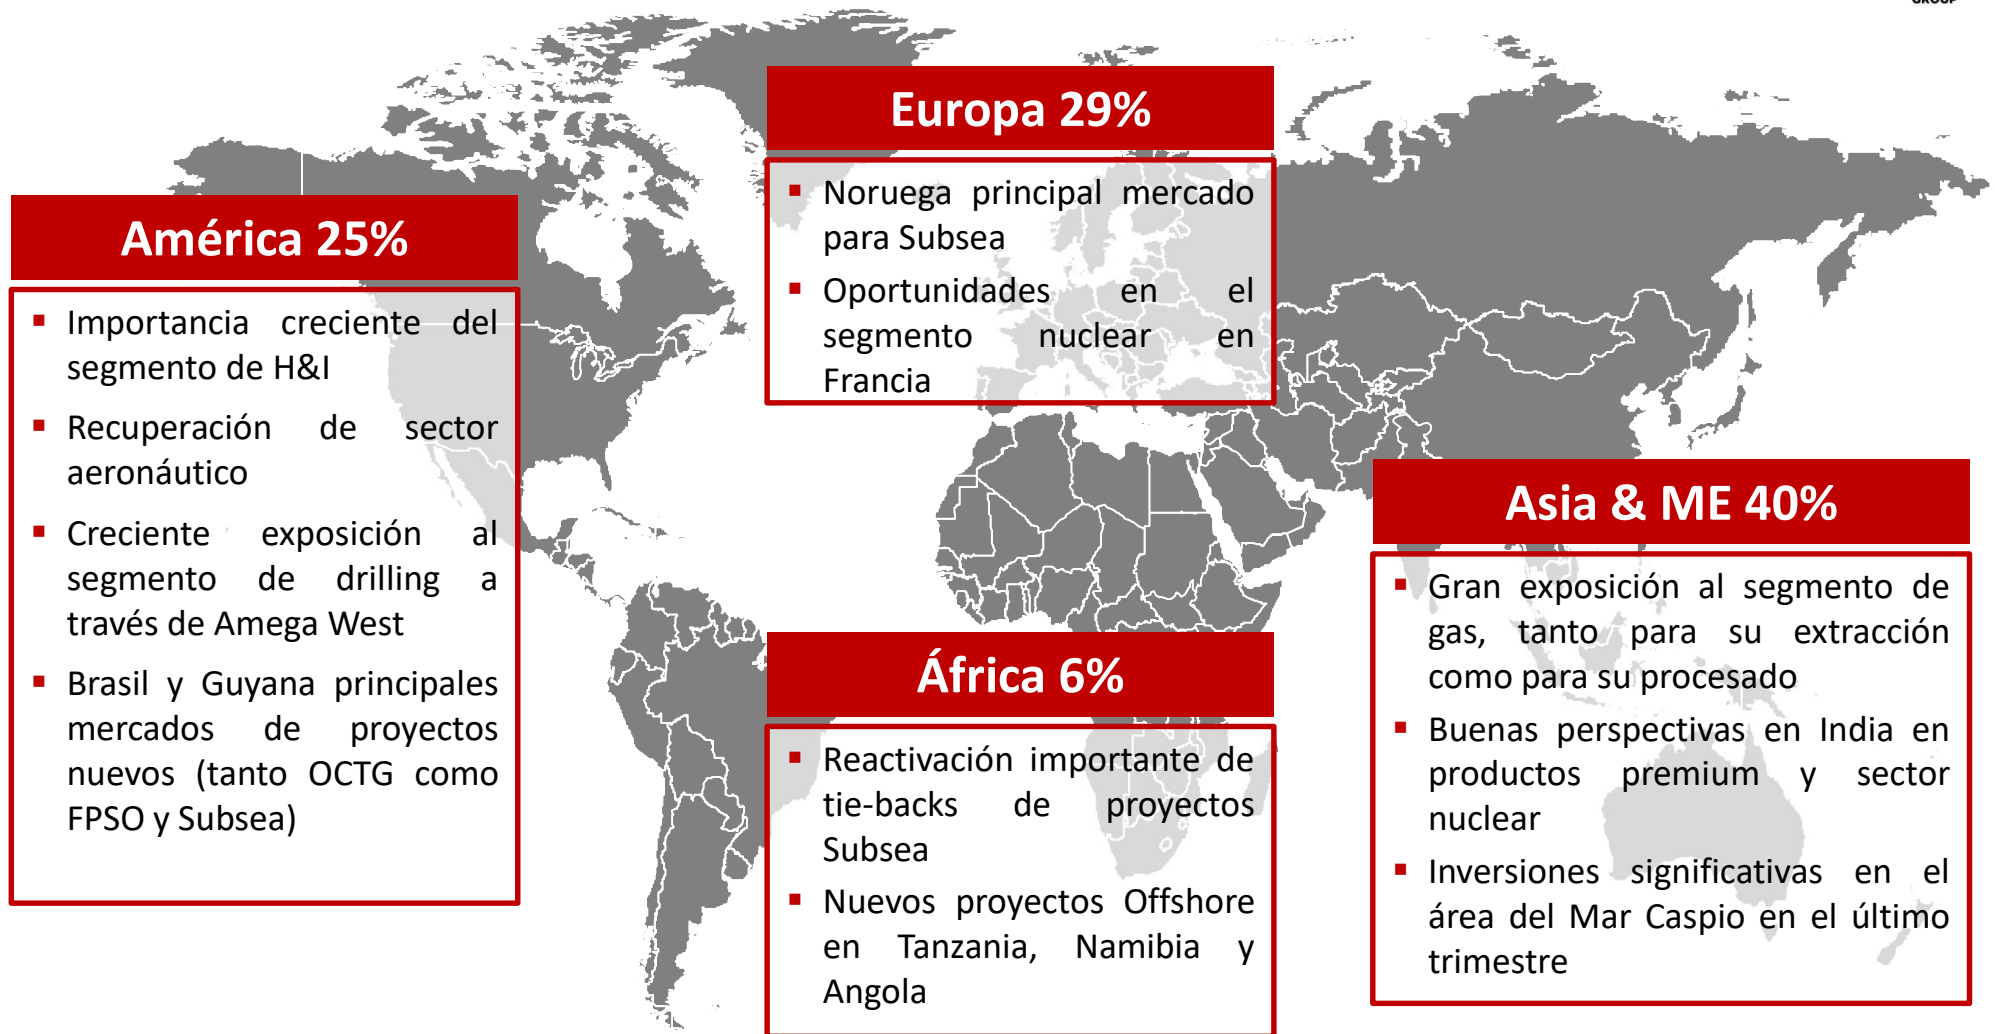 GROUP
Europa 29%
Noruega principal mercado
para Subsea
Oportunidades en el
segmento nuclear en
Francia
América 25%
Importancia creciente del
segmento de H&I
Recuperación de sector
aeronáutico
Creciente exposición al
segmento de drilling a
través de Amega West
Brasil y Guyana principales
mercados de proyectos
nuevos (tanto OCTG como
FPSO y Subsea)
África 6%
Reactivación importante de
tie-backs de proyectos
Subsea
Nuevos proyectos Offshore
en Tanzania, Namibia y
Angola
Asia & ME 40%
Gran exposición al segmento de
gas, tanto para su extracción
como para su procesado
Buenas perspectivas en India en
productos premium y sector
nuclear
Inversiones significativas en el
área del Mar Caspio en el último
trimestre